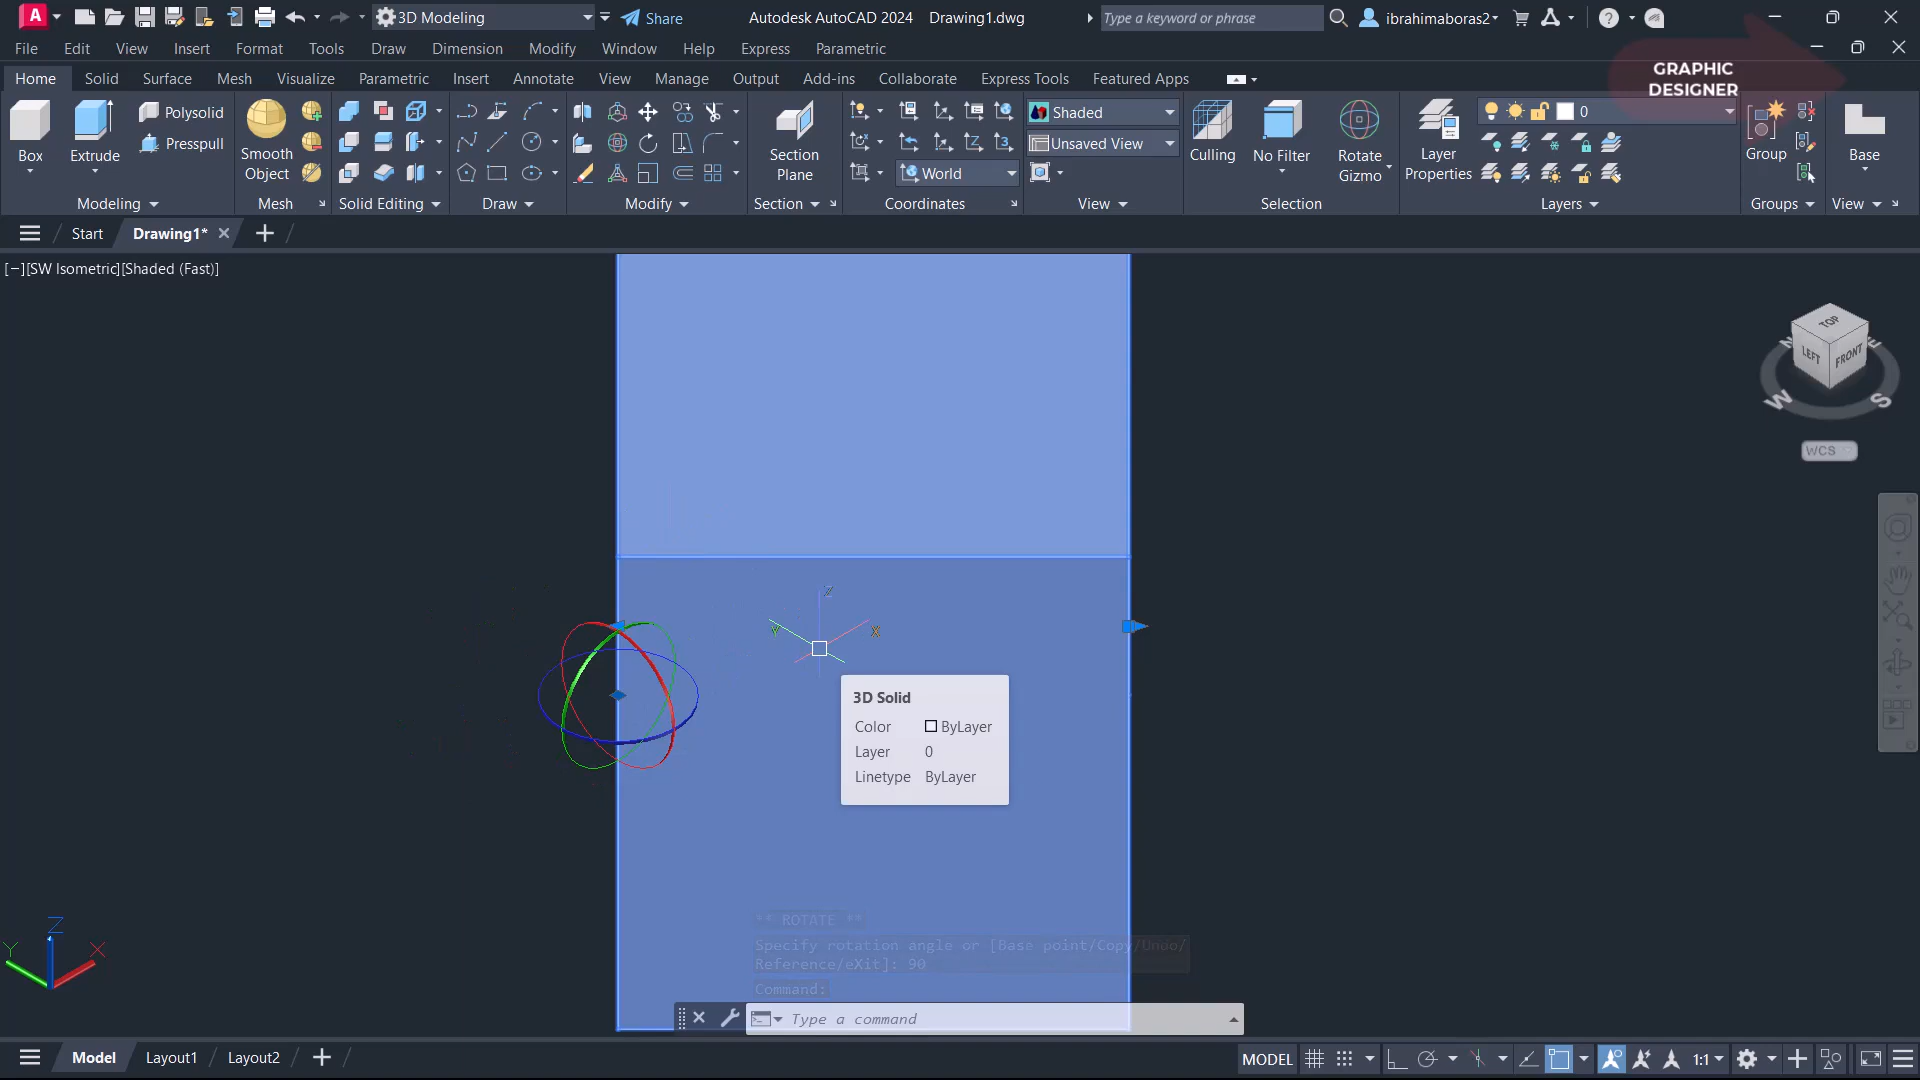 3D Modeling
Share
Autodesk AutoCAD 2024 Drawing1.dwg
Type a keyword or phrase
ibrahimaboras2
File Edit View Insert Format Tools Draw Dimension Modify Window Help Express Parametric
Home Solid Surface Mesh Visualize Parametric Insert Annotate View Manage Output Add-ins Collaborate Express Tools Featured Apps
GRAPHIC
DESIGNER
Box
Extrude
Polysolid
Presspull
Smooth
Object
Section
Plane
World
Shaded
Unsaved View
Culling
No Filter
Rotate
Gizmo
Layer
Properties
0
Group
Base
Modeling
Mesh
Solid Editing
Draw
Modify
Section
Coordinates
View
Selection
Layers
Groups
View
Start
Drawing1*
[−][SW Isometric][Shaded (Fast)]
TOP
LEFT
FRONT
W
S
WCS
Z
Y
X
3D Solid
Color ByLayer
Layer 0
Linetype ByLayer
** ROTATE **
Specify rotation angle or [Base point/Copy/Undo/
Reference/eXit]: 90
Command:
Type a command
Z
Y
X
Model Layout1 Layout2
MODEL
1:1